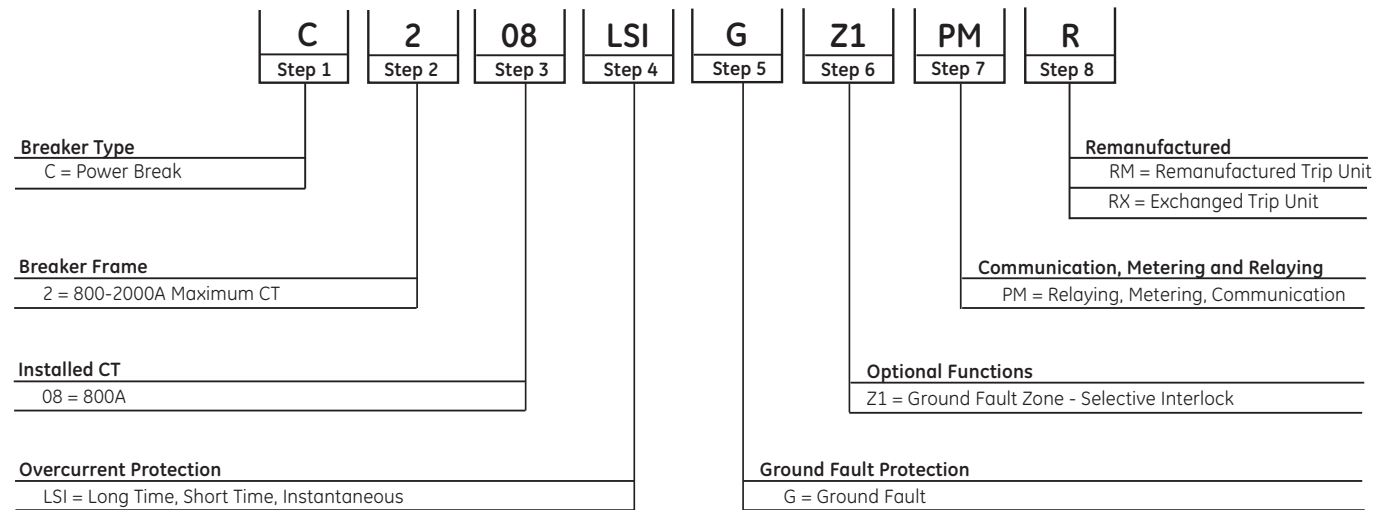 C 2 08 LSI G Z1 PM R
Step 1 Step 2 Step 3 Step 4 Step 5 Step 6 Step 7 Step 8
Breaker Type
C = Power Break
Remanufactured
RM = Remanufactured Trip Unit
RX = Exchanged Trip Unit
Breaker Frame
2 = 800-2000A Maximum CT
Communication, Metering and Relaying
PM = Relaying, Metering, Communication
Installed CT
08 = 800A
Optional Functions
Z1 = Ground Fault Zone - Selective Interlock
Overcurrent Protection
LSI = Long Time, Short Time, Instantaneous
Ground Fault Protection
G = Ground Fault